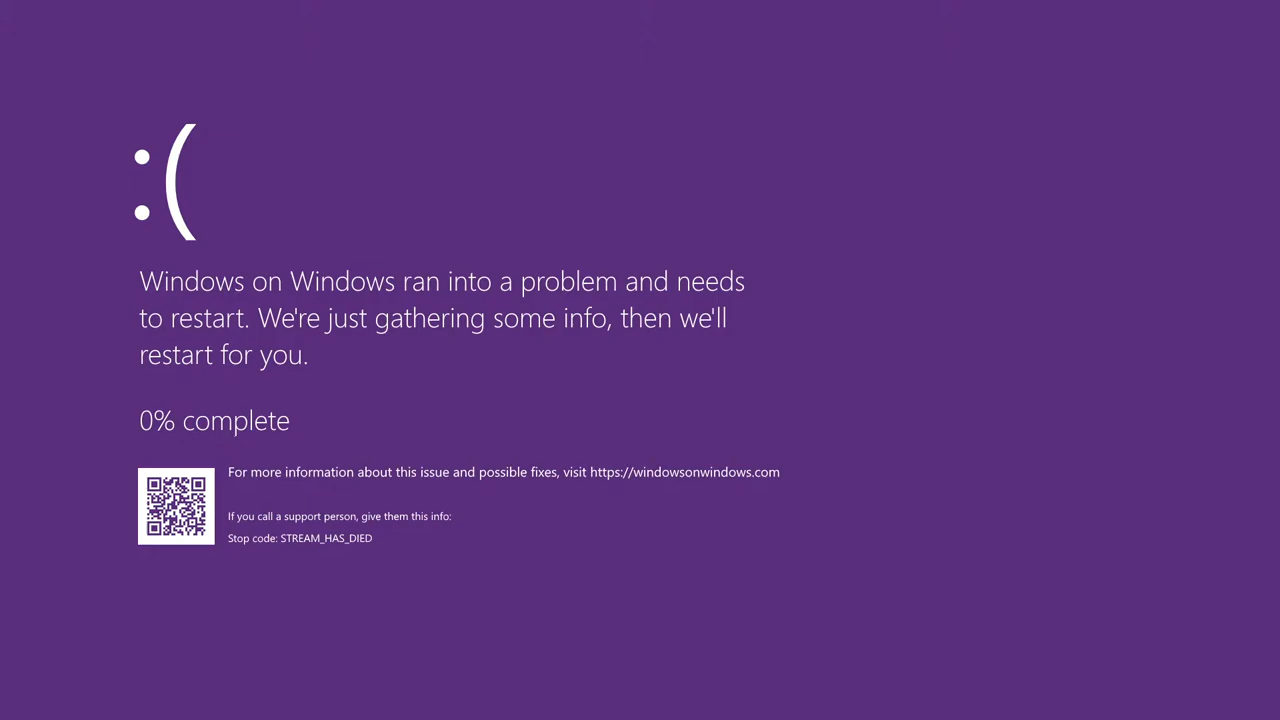 :(
Windows on Windows ran into a problem and needs
to restart. We're just gathering some info, then we'll
restart for you.
0% complete
For more information about this issue and possible fixes, visit https://windowsonwindows.com
If you call a support person, give them this info:
Stop code: STREAM_HAS_DIED